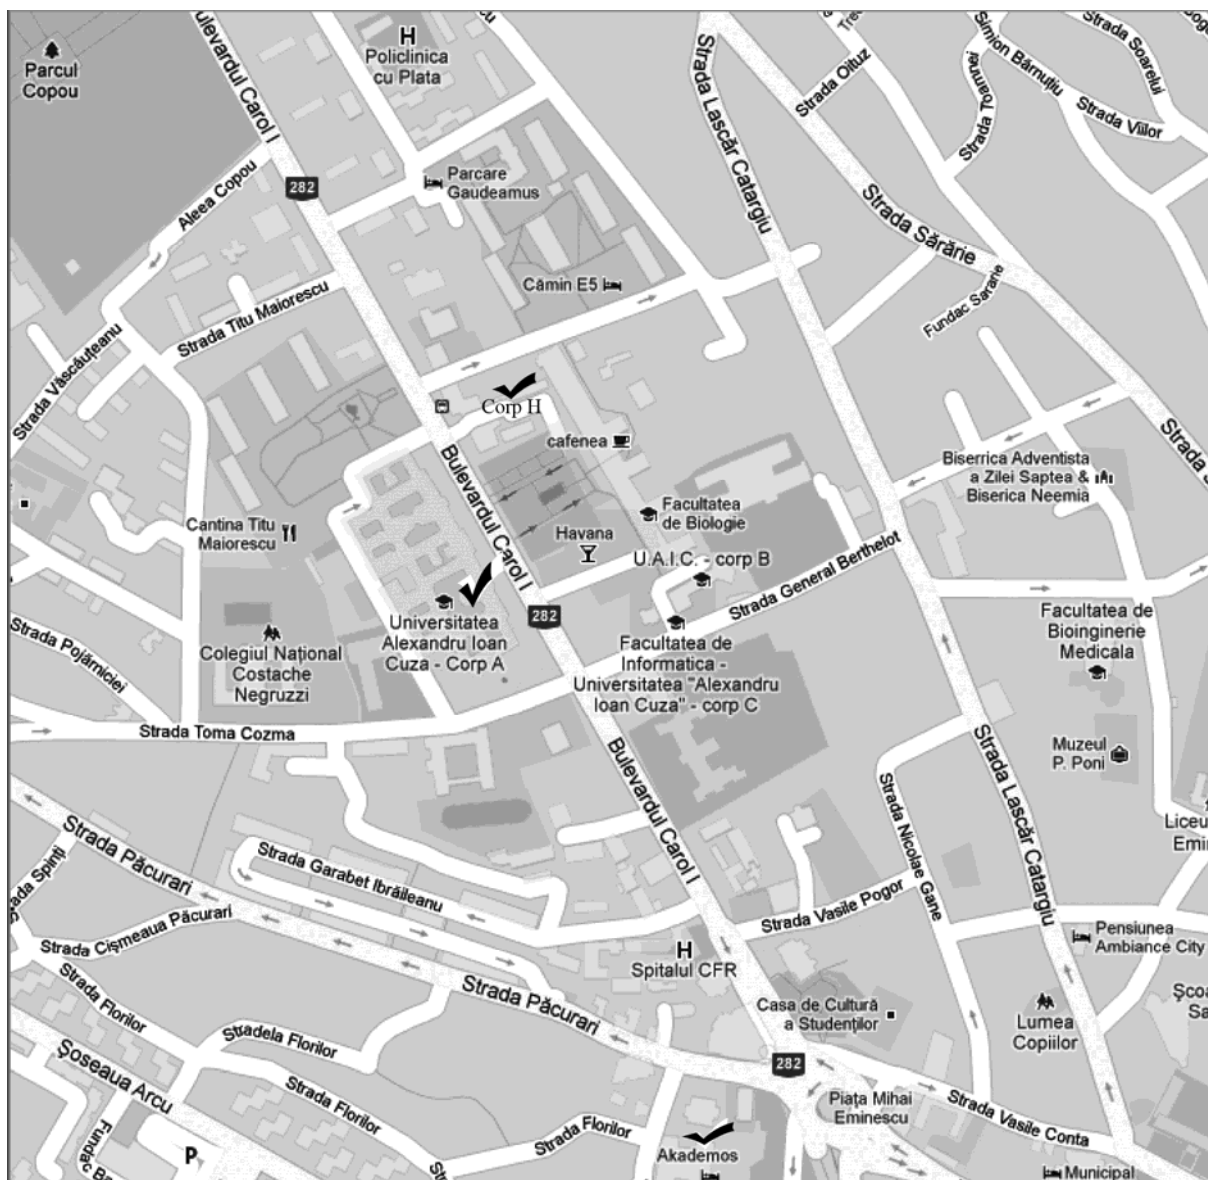 Parcul
Copou
Bulevardul Carol I
H
Policlinica
cu Plata
Strada Lascăr Catargiu
Strada Oituz
Simion Bărnuțiu
Strada Soarelui
Strada Toamnei
Strada Viilor
Aleea Copou
282
Parcare
Gaudeamus
Strada Sărărie
Cămin E5
Fundac Sararie
Strada Titu Maiorescu
Strada Văscăuțeanu
Corp H
cafenea
Bulevardul Carol I
Biserrica Adventista
a Zilei Saptea &
Biserica Neemia
Strada
Cantina Titu
Maiorescu
Havana
Facultatea
de Biologie
U.A.I.C. - corp B
Strada General Berthelot
282
Universitatea
Alexandru Ioan
Cuza - Corp A
Colegiul Național
Costache
Negruzzi
Facultatea de
Informatica -
Universitatea "Alexandru
Ioan Cuza" - corp C
Facultatea de
Bioinginerie
Medicala
Strada Pojărniciei
Strada Toma Cozma
Bulevardul Carol I
Muzeul
P. Poni
Strada Lascăr Catargiu
Strada Nicolae Gane
Strada Păcurari
Strada Garabet Ibrăileanu
Strada Vasile Pogor
Strada Cișmeaua Păcurari
H
Spitalul CFR
Pensiunea
Ambiance City
Strada Păcurari
Casa de Cultură
a Studenților
Lumea
Copiilor
Strada Florilor
Stradela Florilor
Șoseaua Arcu
282
Piața Mihai
Eminescu
Strada Vasile Conta
Strada Florilor
Strada Florilor
Akademos
P
Municipal